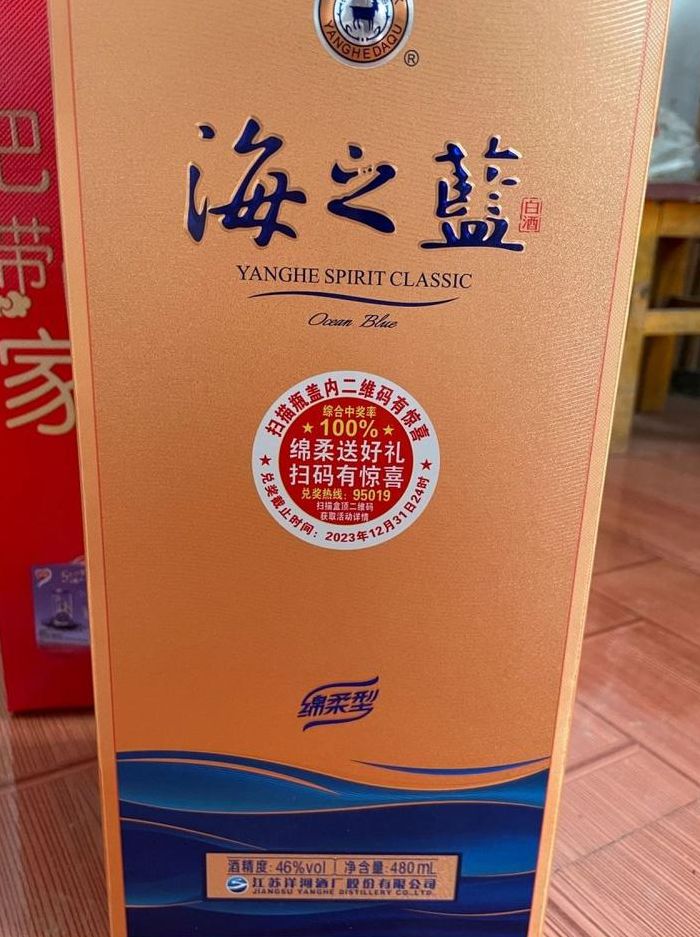 YANGHEDAQU
®
海之藍
白酒
YANGHE SPIRIT CLASSIC
Ocean Blue
扫描瓶盖内二维码有惊喜
综合中奖率
★100%★
绵柔送好礼
扫码有惊喜
兑奖热线：95019
扫描盒顶二维码
获取活动详情
★ 兑奖截止时间：2023年12月31日24时 ★
绵柔型
酒精度：46%vol 净含量：480mL
江苏洋河酒厂股份有限公司
JIANGSU YANGHE DISTILLERY CO.,LTD.
把
带
家